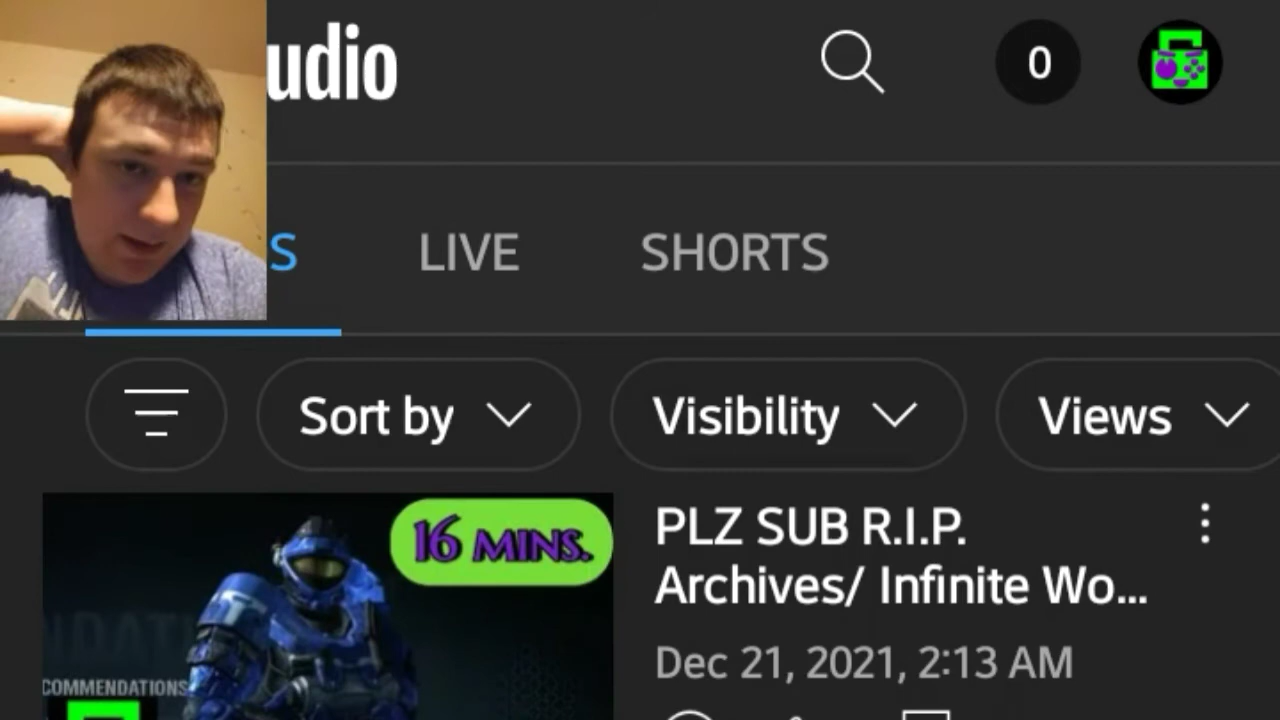 udio
0
S
LIVE
SHORTS
Sort by
Visibility
Views
16 MINS.
PLZ SUB R.I.P.
Archives/ Infinite Wo...
Dec 21, 2021, 2:13 AM
COMMENDATIONS